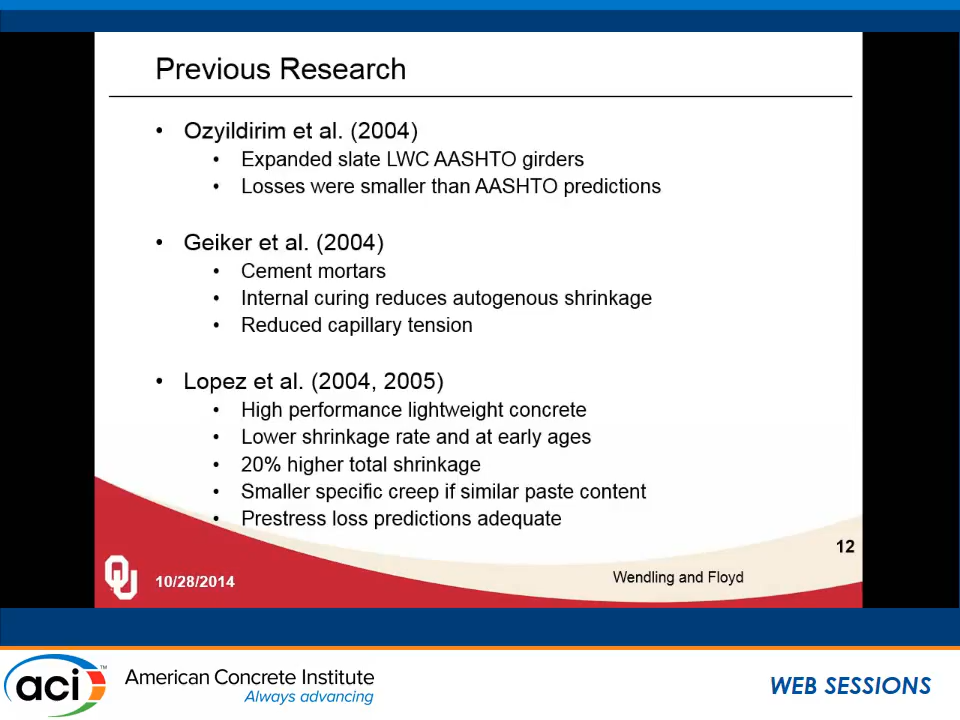 Previous Research
• Ozyildirim et al. (2004)
• Expanded slate LWC AASHTO girders
• Losses were smaller than AASHTO predictions
• Geiker et al. (2004)
• Cement mortars
• Internal curing reduces autogenous shrinkage
• Reduced capillary tension
• Lopez et al. (2004, 2005)
• High performance lightweight concrete
• Lower shrinkage rate and at early ages
• 20% higher total shrinkage
• Smaller specific creep if similar paste content
• Prestress loss predictions adequate
12
OU
10/28/2014
Wendling and Floyd
aci™
American Concrete Institute
Always advancing
WEB SESSIONS